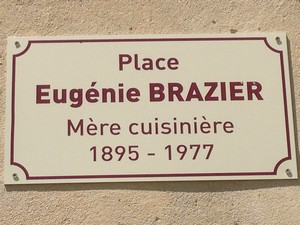 Place
Eugénie BRAZIER
Mère cuisinière
1895 - 1977